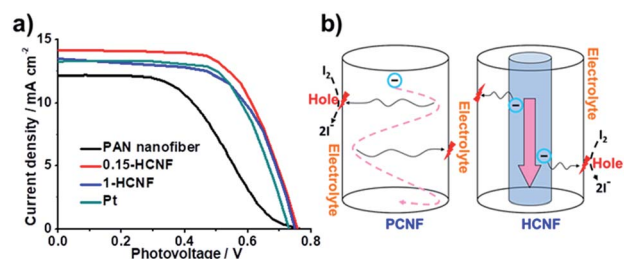 a)
Current density / mA cm-2
15
10
5
0
0.0 0.2 0.4 0.6 0.8
Photovoltage / V
PAN nanofiber
0.15-HCNF
1-HCNF
Pt
b)
I2
Hole
2I-
Electrolyte
Electrolyte
PCNF
Electrolyte
I2
Hole
2I-
Electrolyte
HCNF